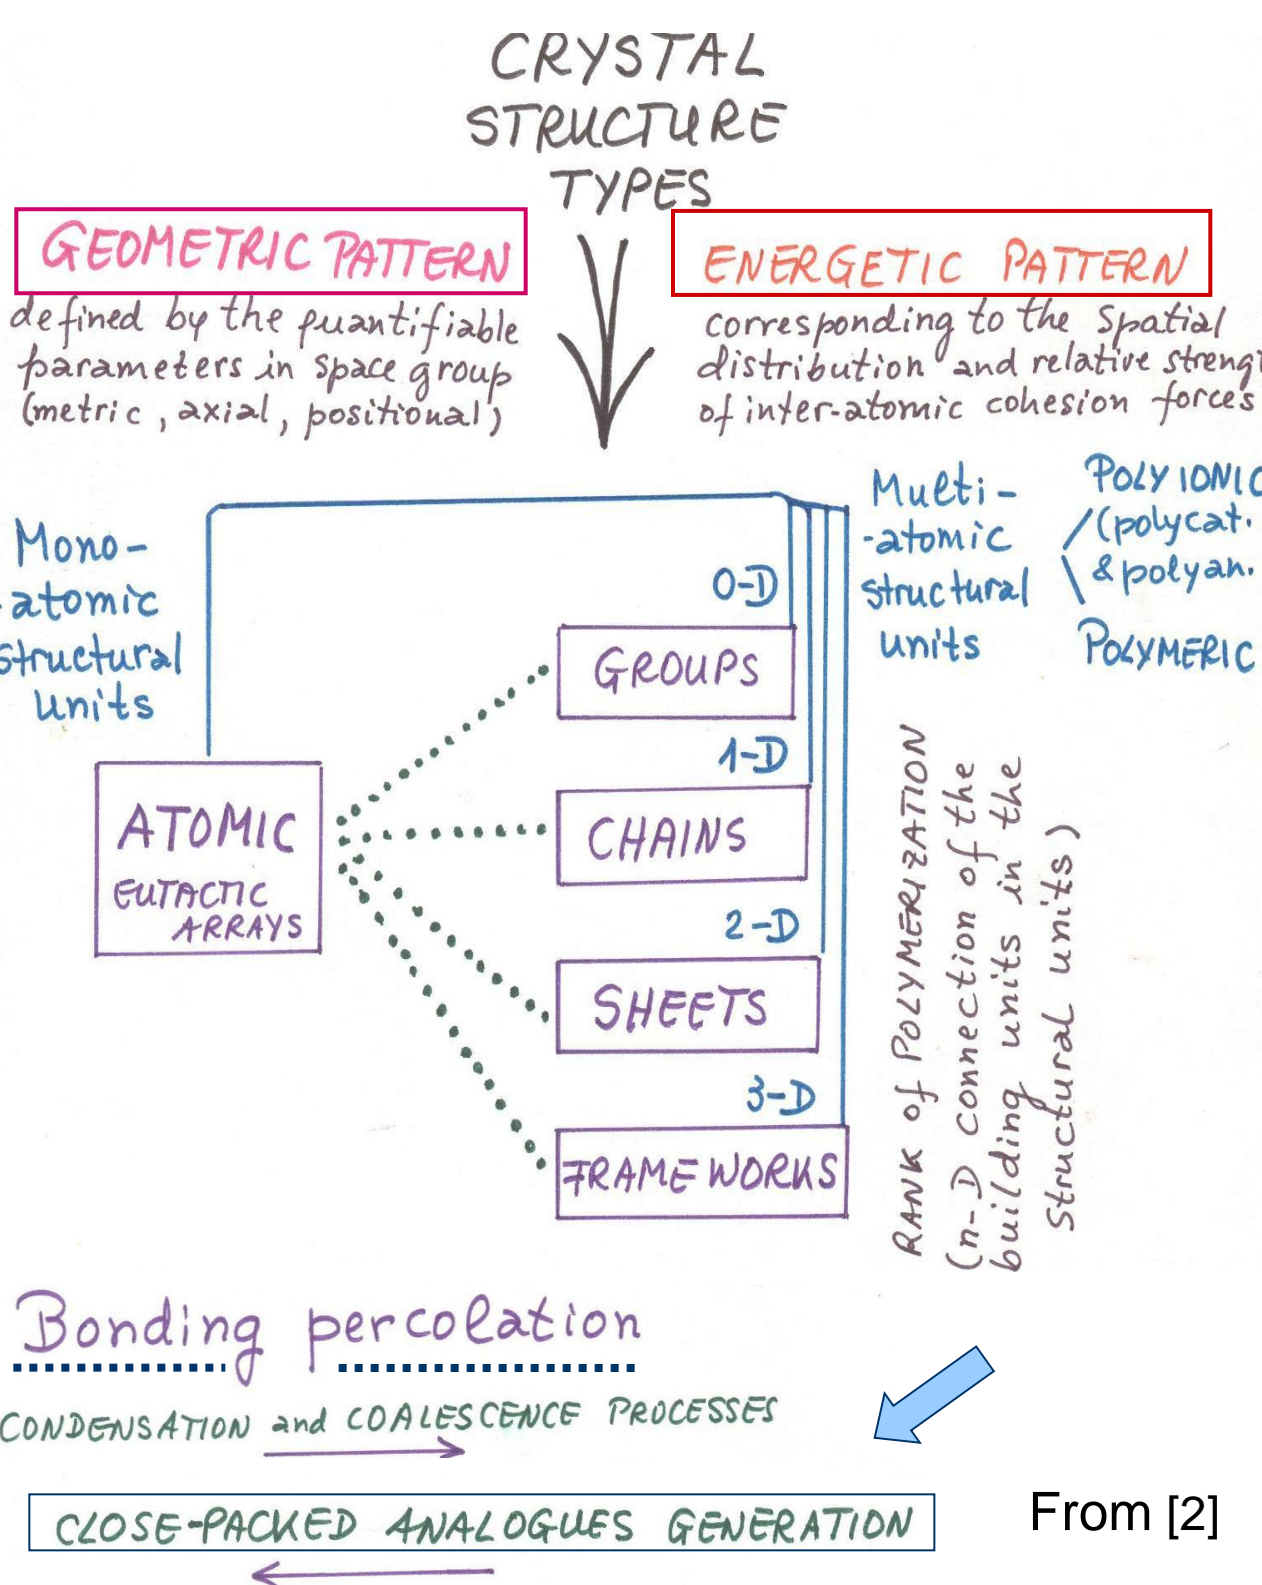 CRYSTAL
STRUCTURE
TYPES
GEOMETRIC PATTERN
defined by the quantifiable
parameters in space group
(metric, axial, positional)
ENERGETIC PATTERN
corresponding to the spatial
distribution and relative strengt
of inter-atomic cohesion forces
Mono-
-atomic
structural
units
Multi-
-atomic
structural
units
POLYIONIC
(polycat.
& polyan.
POLYMERIC
ATOMIC
EUTACTIC
ARRAYS
0-D
GROUPS
1-D
CHAINS
2-D
SHEETS
3-D
FRAMEWORKS
RANK of POLYMERIZATION
(n-D connection of the
building units in the
structural units)
Bonding percolation
CONDENSATION and COALESCENCE PROCESSES
CLOSE-PACKED ANALOGUES GENERATION
From [2]